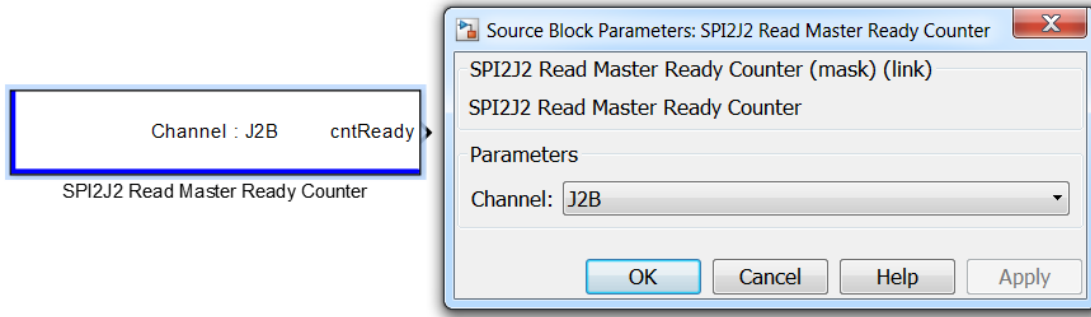 Channel : J2B cntReady
SPI2J2 Read Master Ready Counter
Source Block Parameters: SPI2J2 Read Master Ready Counter
SPI2J2 Read Master Ready Counter (mask) (link)
SPI2J2 Read Master Ready Counter
Parameters
Channel: J2B
OK Cancel Help Apply